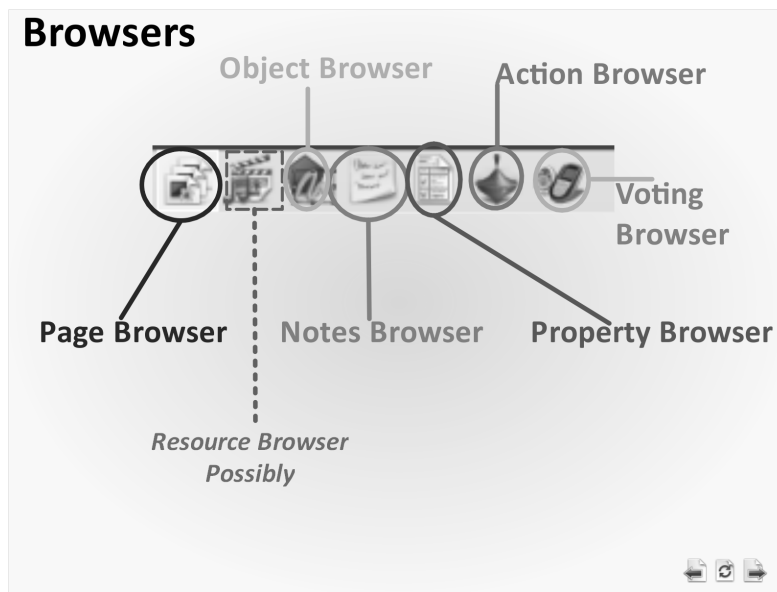 Browsers
Object Browser
Action Browser
Voting
Browser
Page Browser
Notes Browser
Property Browser
Resource Browser
Possibly